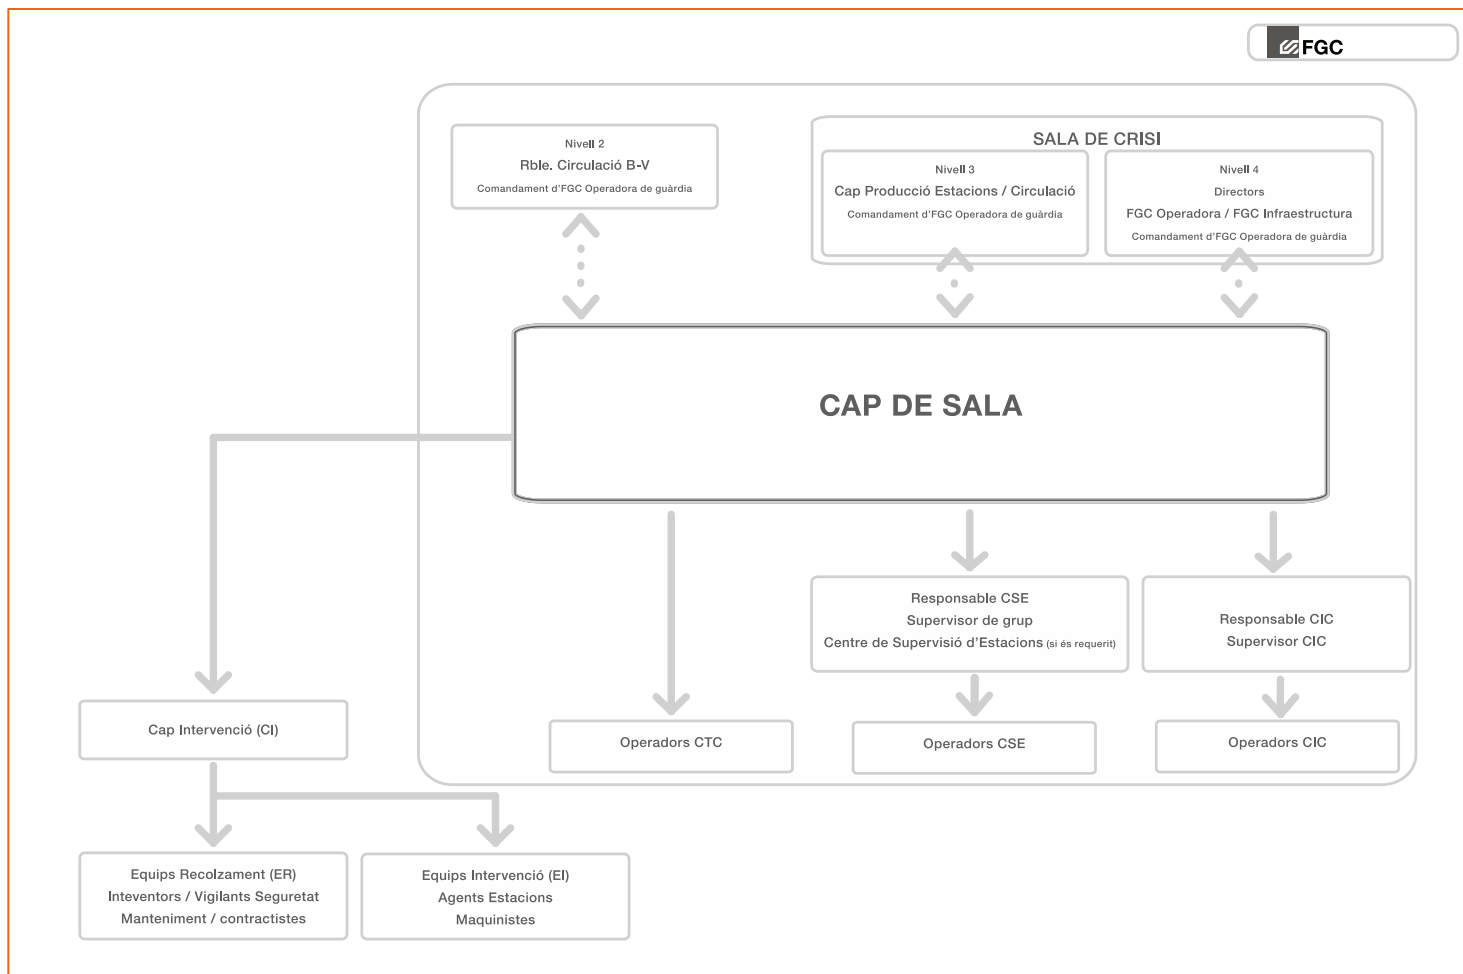 FGC
Nivell 2
Rble. Circulació B-V
Comandament d'FGC Operadora de guàrdia
SALA DE CRISI
Nivell 3
Cap Producció Estacions / Circulació
Comandament d'FGC Operadora de guàrdia
Nivell 4
Directors
FGC Operadora / FGC Infraestructura
Comandament d'FGC Operadora de guàrdia
CAP DE SALA
Responsable CSE
Supervisor de grup
Centre de Supervisió d'Estacions (si és requerit)
Responsable CIC
Supervisor CIC
Cap Intervenció (CI)
Operadors CTC
Operadors CSE
Operadors CIC
Equips Recolzament (ER)
Inteventors / Vigilants Seguretat
Manteniment / contractistes
Equips Intervenció (EI)
Agents Estacions
Maquinistes